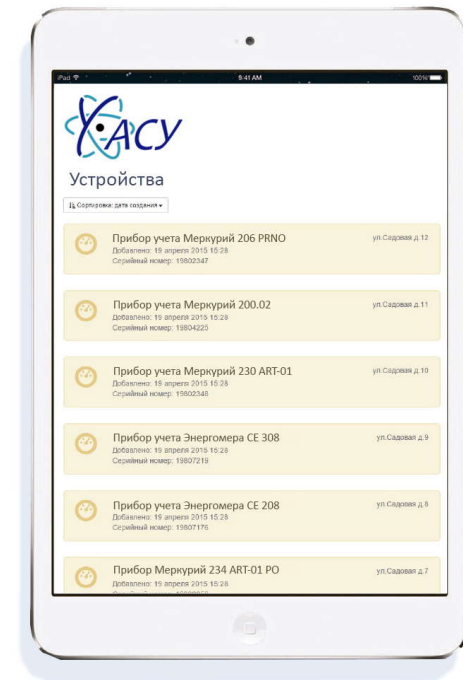 iPad
9:41 AM
100%
АСУ
Устройства
Сортировка: дата создания
Прибор учета Меркурий 206 PRNO
ул.Садовая д.12
Добавлено: 19 апреля 2015 15:28
Серийный номер: 19802347
Прибор учета Меркурий 200.02
ул.Садовая д.11
Добавлено: 19 апреля 2015 15:28
Серийный номер: 19804225
Прибор учета Меркурий 230 ART-01
ул.Садовая д.10
Добавлено: 19 апреля 2015 15:28
Серийный номер: 19802346
Прибор учета Энергомера СЕ 308
ул.Садовая д.9
Добавлено: 19 апреля 2015 15:28
Серийный номер: 19807219
Прибор учета Энергомера СЕ 208
ул.Садовая д.8
Добавлено: 19 апреля 2015 15:28
Серийный номер: 19807176
Прибор Меркурий 234 ART-01 PO
ул.Садовая д.7
Добавлено: 19 апреля 2015 15:28